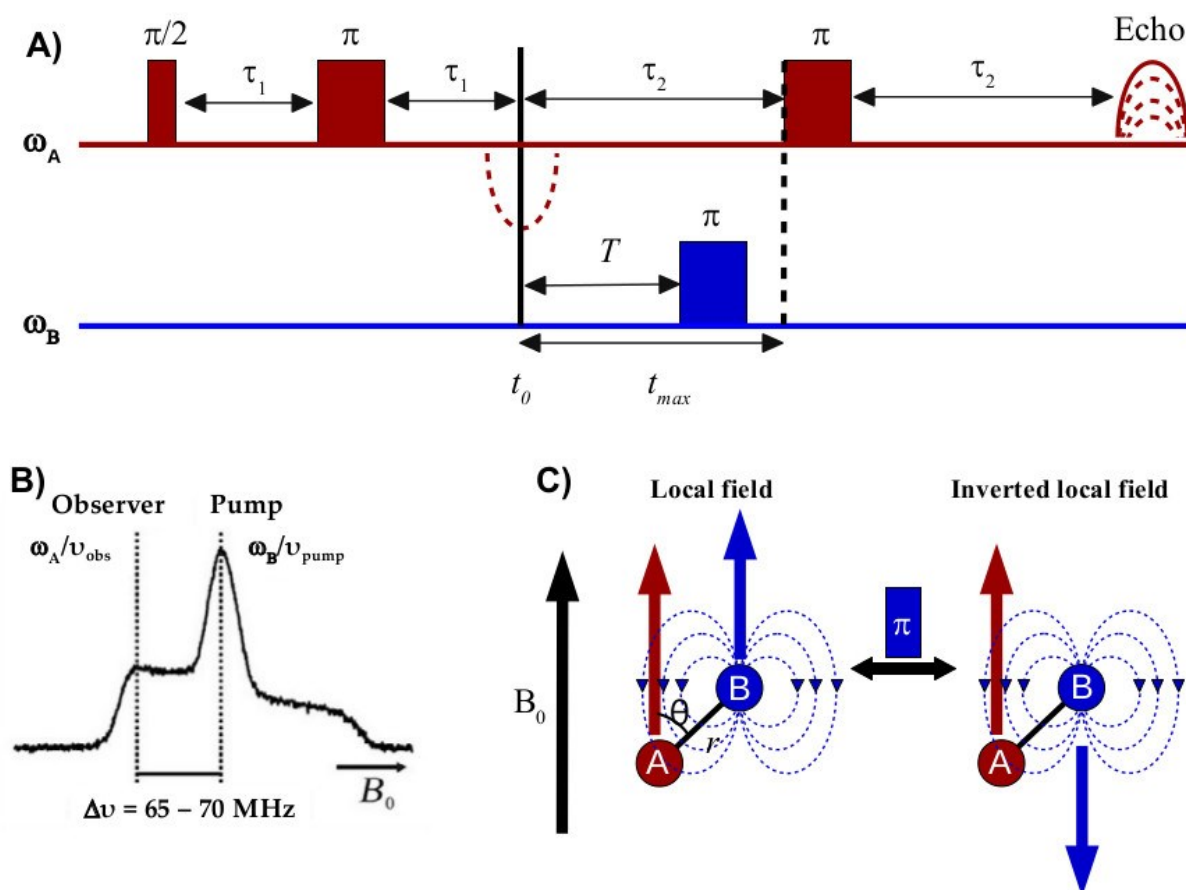 A)
π/2
π
π
Echo
τ1
τ1
τ2
τ2
ωA
π
T
ωB
t0
tmax
B)
Observer
Pump
ωA/υobs
ωB/υpump
B0
Δυ = 65 – 70 MHz
C)
Local field
Inverted local field
B0
π
B
B
θ
r
A
A